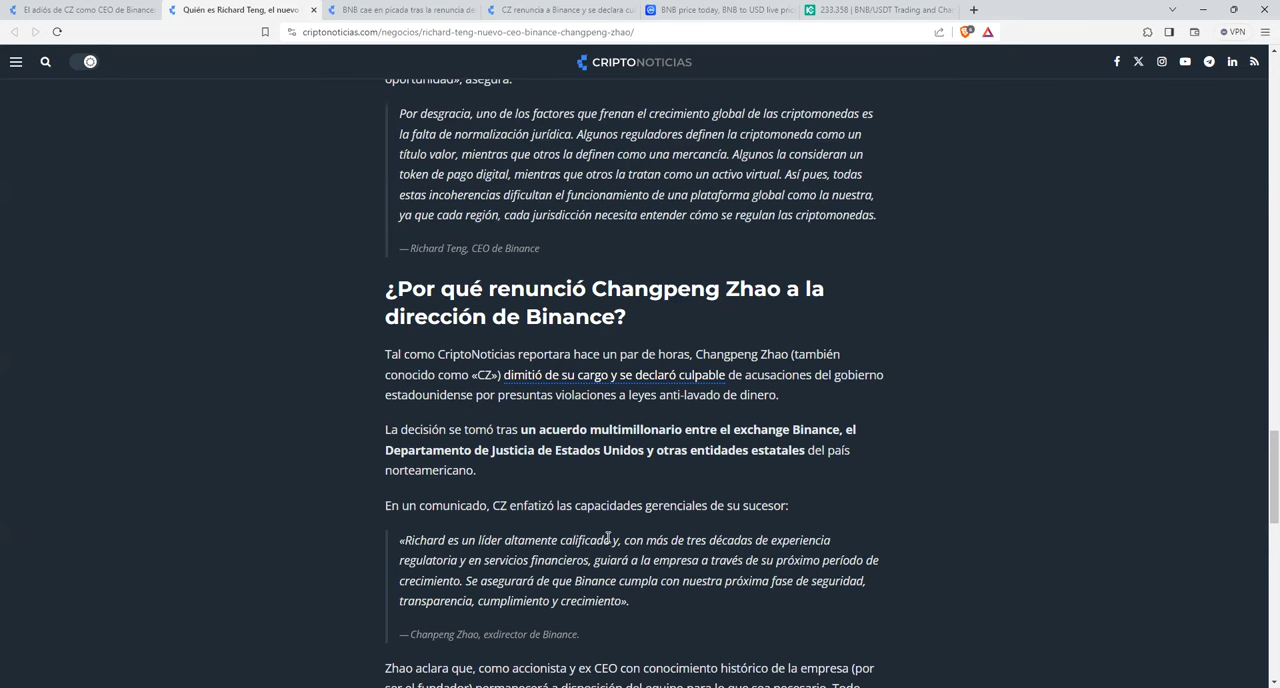 El adiós de CZ como CEO de Binance:
Quién es Richard Teng, el nuevo
BNB cae en picada tras la renuncia de
CZ renuncia a Binance y se declara cu
BNB price today, BNB to USD live price
233.358 | BNB/USDT Trading and Char
criptonoticias.com/negocios/richard-teng-nuevo-ceo-binance-changpeng-zhao/
VPN
CRIPTONOTICIAS
oportunidad», asegura.
Por desgracia, uno de los factores que frenan el crecimiento global de las criptomonedas es
la falta de normalización jurídica. Algunos reguladores definen la criptomoneda como un
título valor, mientras que otros la definen como una mercancía. Algunos la consideran un
token de pago digital, mientras que otros la tratan como un activo virtual. Así pues, todas
estas incoherencias dificultan el funcionamiento de una plataforma global como la nuestra,
ya que cada región, cada jurisdicción necesita entender cómo se regulan las criptomonedas.
— Richard Teng, CEO de Binance
¿Por qué renunció Changpeng Zhao a la
dirección de Binance?
Tal como CriptoNoticias reportara hace un par de horas, Changpeng Zhao (también
conocido como «CZ») dimitió de su cargo y se declaró culpable de acusaciones del gobierno
estadounidense por presuntas violaciones a leyes anti-lavado de dinero.
La decisión se tomó tras un acuerdo multimillonario entre el exchange Binance, el
Departamento de Justicia de Estados Unidos y otras entidades estatales del país
norteamericano.
En un comunicado, CZ enfatizó las capacidades gerenciales de su sucesor:
«Richard es un líder altamente calificado y, con más de tres décadas de experiencia
regulatoria y en servicios financieros, guiará a la empresa a través de su próximo período de
crecimiento. Se asegurará de que Binance cumpla con nuestra próxima fase de seguridad,
transparencia, cumplimiento y crecimiento».
— Chanpeng Zhao, exdirector de Binance.
Zhao aclara que, como accionista y ex CEO con conocimiento histórico de la empresa (por
ser el fundador) permanecerá a disposición del equipo para lo que sea necesario. Todo